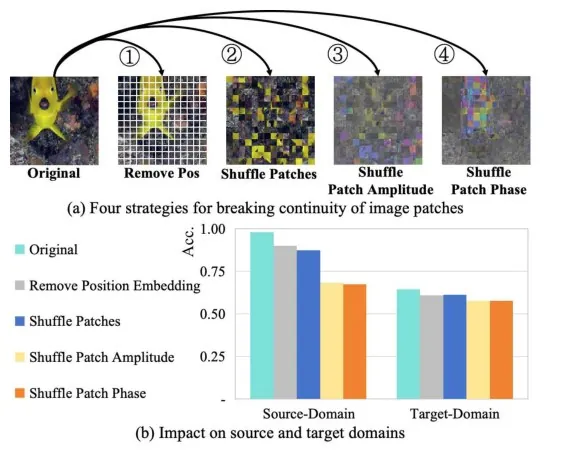 ① ② ③ ④
Original
Remove Pos
Shuffle Patches
Shuffle
Patch Amplitude
Shuffle
Patch Phase
(a) Four strategies for breaking continuity of image patches
Original
Remove Position Embedding
Shuffle Patches
Shuffle Patch Amplitude
Shuffle Patch Phase
Acc.
1.00
0.75
0.50
0.25
-
Source-Domain
Target-Domain
(b) Impact on source and target domains